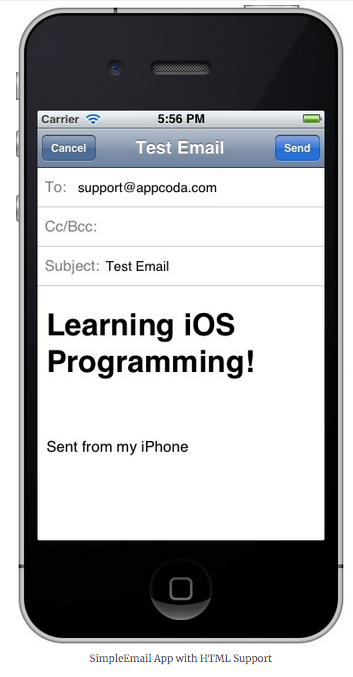 Carrier 5:56 PM
Cancel Test Email Send
To: support@appcoda.com
Cc/Bcc:
Subject: Test Email
Learning iOS
Programming!
Sent from my iPhone
SimpleEmail App with HTML Support